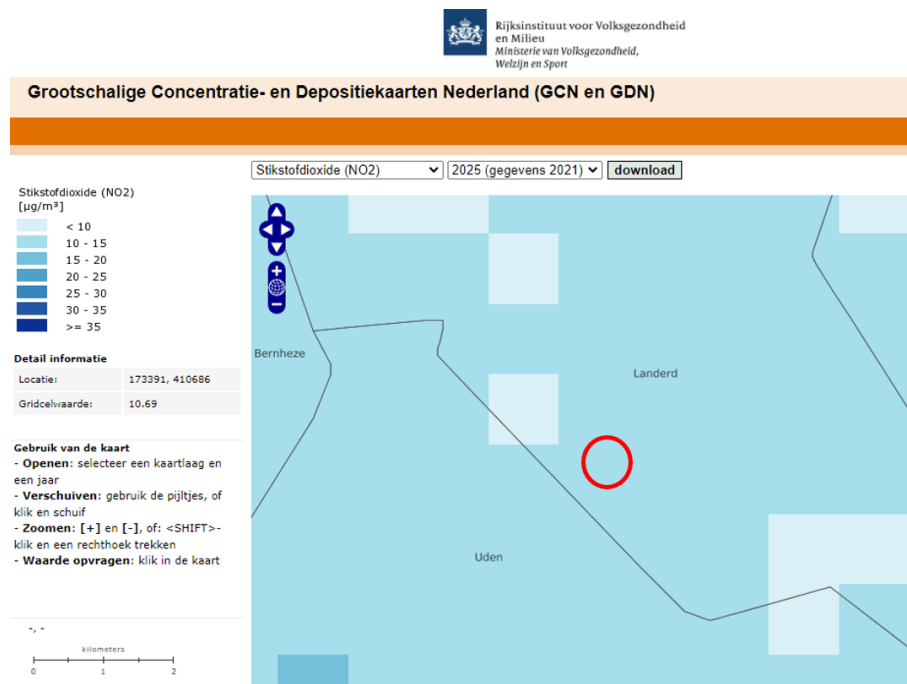 Rijksinstituut voor Volksgezondheid
en Milieu
Ministerie van Volksgezondheid,
Welzijn en Sport
Grootschalige Concentratie- en Depositiekaarten Nederland (GCN en GDN)
Stikstofdioxide (NO2) 2025 (gegevens 2021) download
Stikstofdioxide (NO2)
[µg/m³]
< 10
10 - 15
15 - 20
20 - 25
25 - 30
30 - 35
>= 35
Detail informatie
Locatie: 173391, 410686
Gridcelwaarde: 10.69
Gebruik van de kaart
- Openen: selecteer een kaartlaag en
een jaar
- Verschuiven: gebruik de pijltjes, of
klik en schuif
- Zoomen: [+] en [-], of: <SHIFT>-
klik en een rechthoek trekken
- Waarde opvragen: klik in de kaart
-, -
kilometers
0 1 2
Bernheze
Landerd
Uden